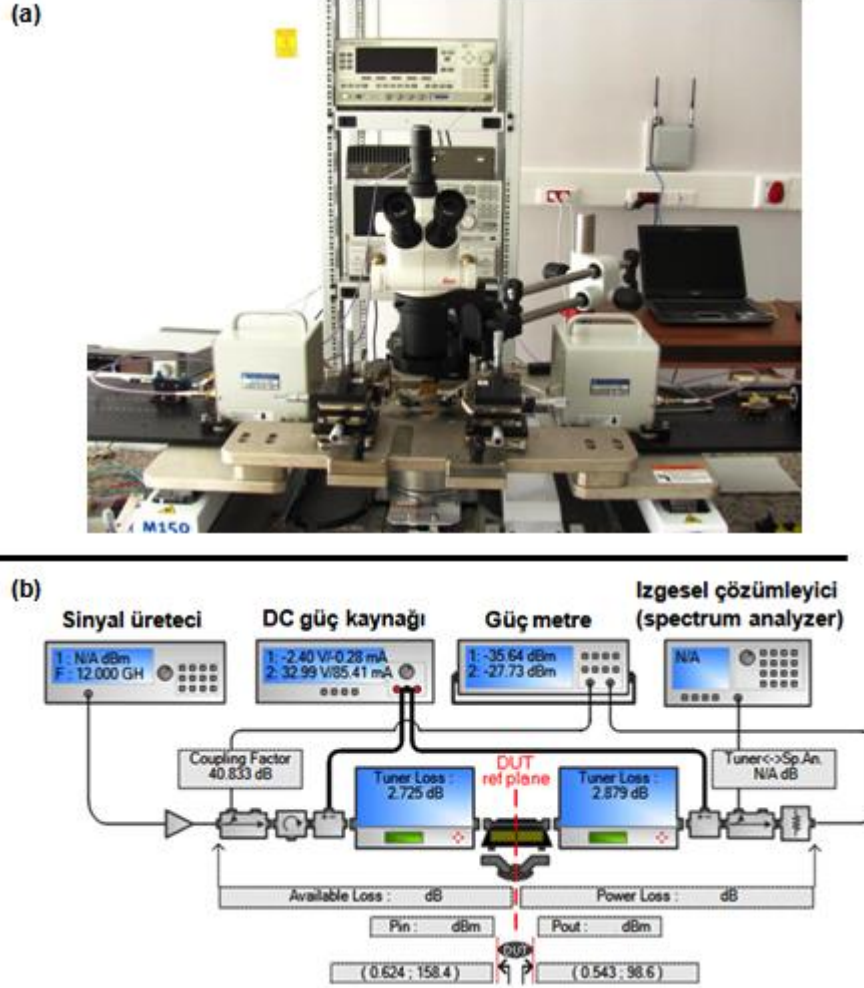 (a)
M150
(b)
Sinyal üreteci
DC güç kaynağı
Güç metre
Izgesel çözümleyici
(spectrum analyzer)
1 : N/A dBm
F : 12.000 GH
1: -2.40 V/-0.28 mA
2: 32.99 V/85.41 mA
1: -35.64 dBm
2: -27.73 dBm
N/A
Coupling Factor
40.833 dB
Tuner Loss :
2.725 dB
DUT
ref plane
Tuner Loss :
2.879 dB
Tuner<->Sp.An.
N/A dB
Available Loss : dB
Power Loss : dB
Pin : dBm
Pout : dBm
DUT
( 0.624 ; 158.4 )
( 0.543 ; 98.6 )